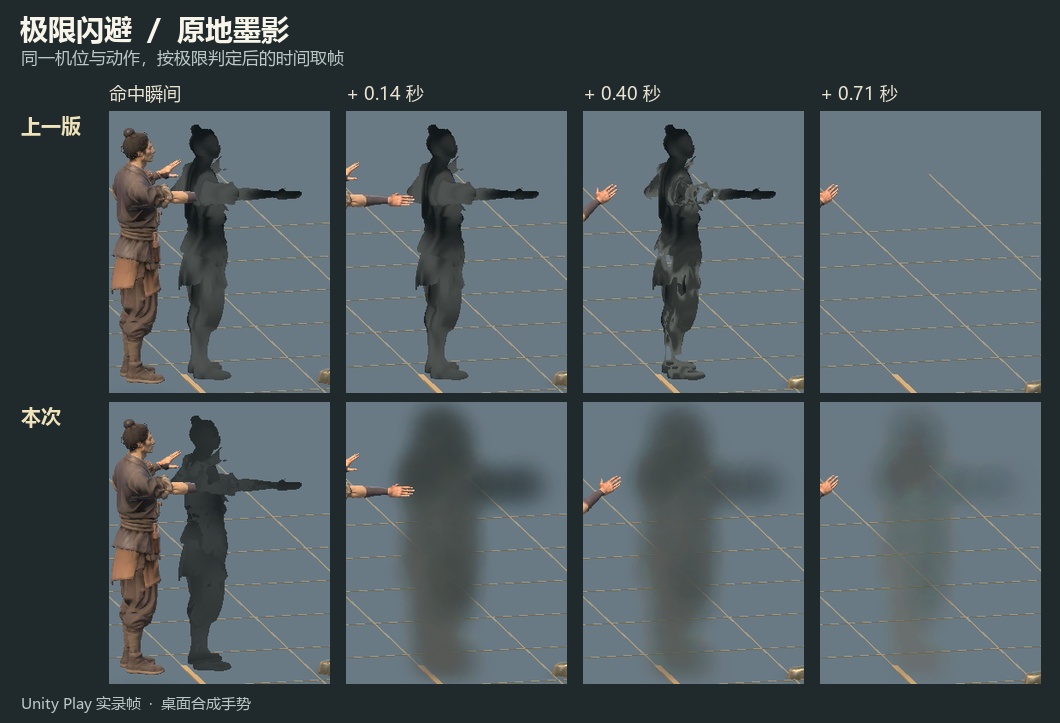 极限闪避 / 原地墨影
同一机位与动作，按极限判定后的时间取帧
命中瞬间
+ 0.14 秒
+ 0.40 秒
+ 0.71 秒
上一版
本次
Unity Play 实录帧 · 桌面合成手势